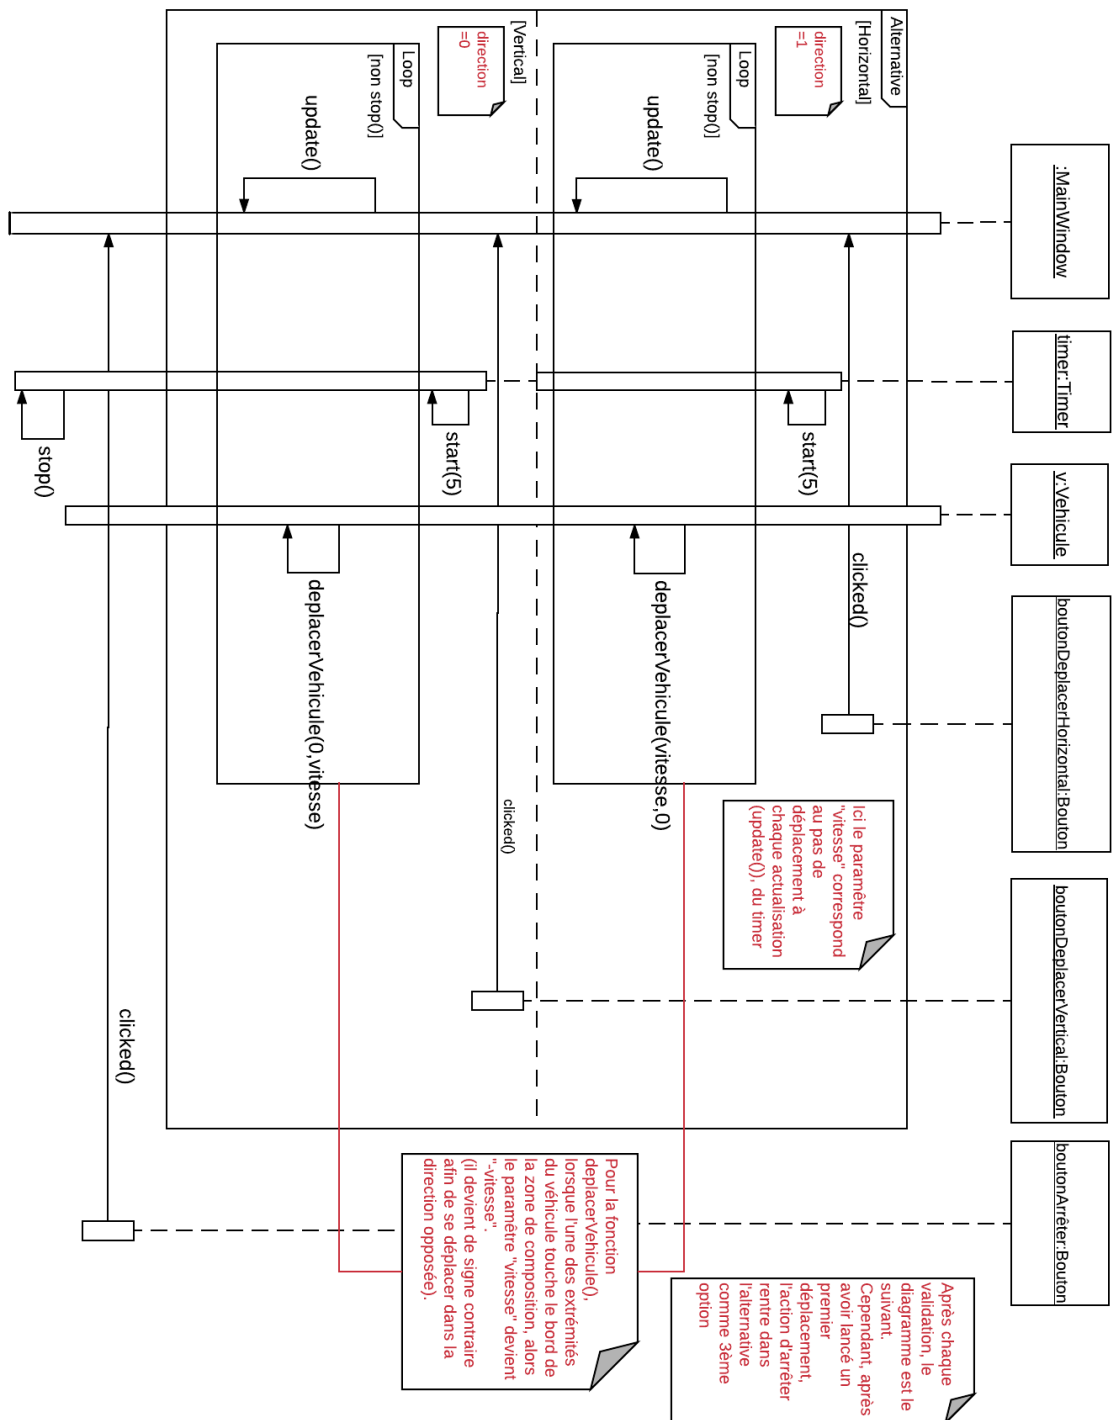 :MainWindow
timer:Timer
v:Vehicule
boutonDeplacerHorizontal:Bouton
boutonDeplacerVertical:Bouton
boutonArrêter:Bouton
Alternative
[Horizontal]
direction
=1
clicked()
start(5)
Loop
[non stop()]
update()
deplacerVehicule(vitesse,0)
Ici le paramètre
"vitesse" correspond
au pas de
déplacement à
chaque actualisation
(update()), du timer
Après chaque
validation, le
diagramme est le
suivant.
Cependant, après
avoir lancé un
premier
déplacement,
l'action d'arrêter
rentre dans
l'alternative
comme 3ème
option
[Vertical]
direction
=0
clicked()
start(5)
Loop
[non stop()]
update()
deplacerVehicule(0,vitesse)
Pour la fonction
deplacerVehicule(),
lorsque l'une des extrémités
du véhicule touche le bord de
la zone de composition, alors
le paramètre "vitesse" devient
"-vitesse".
(il devient de signe contraire
afin de se déplacer dans la
direction opposée).
clicked()
stop()